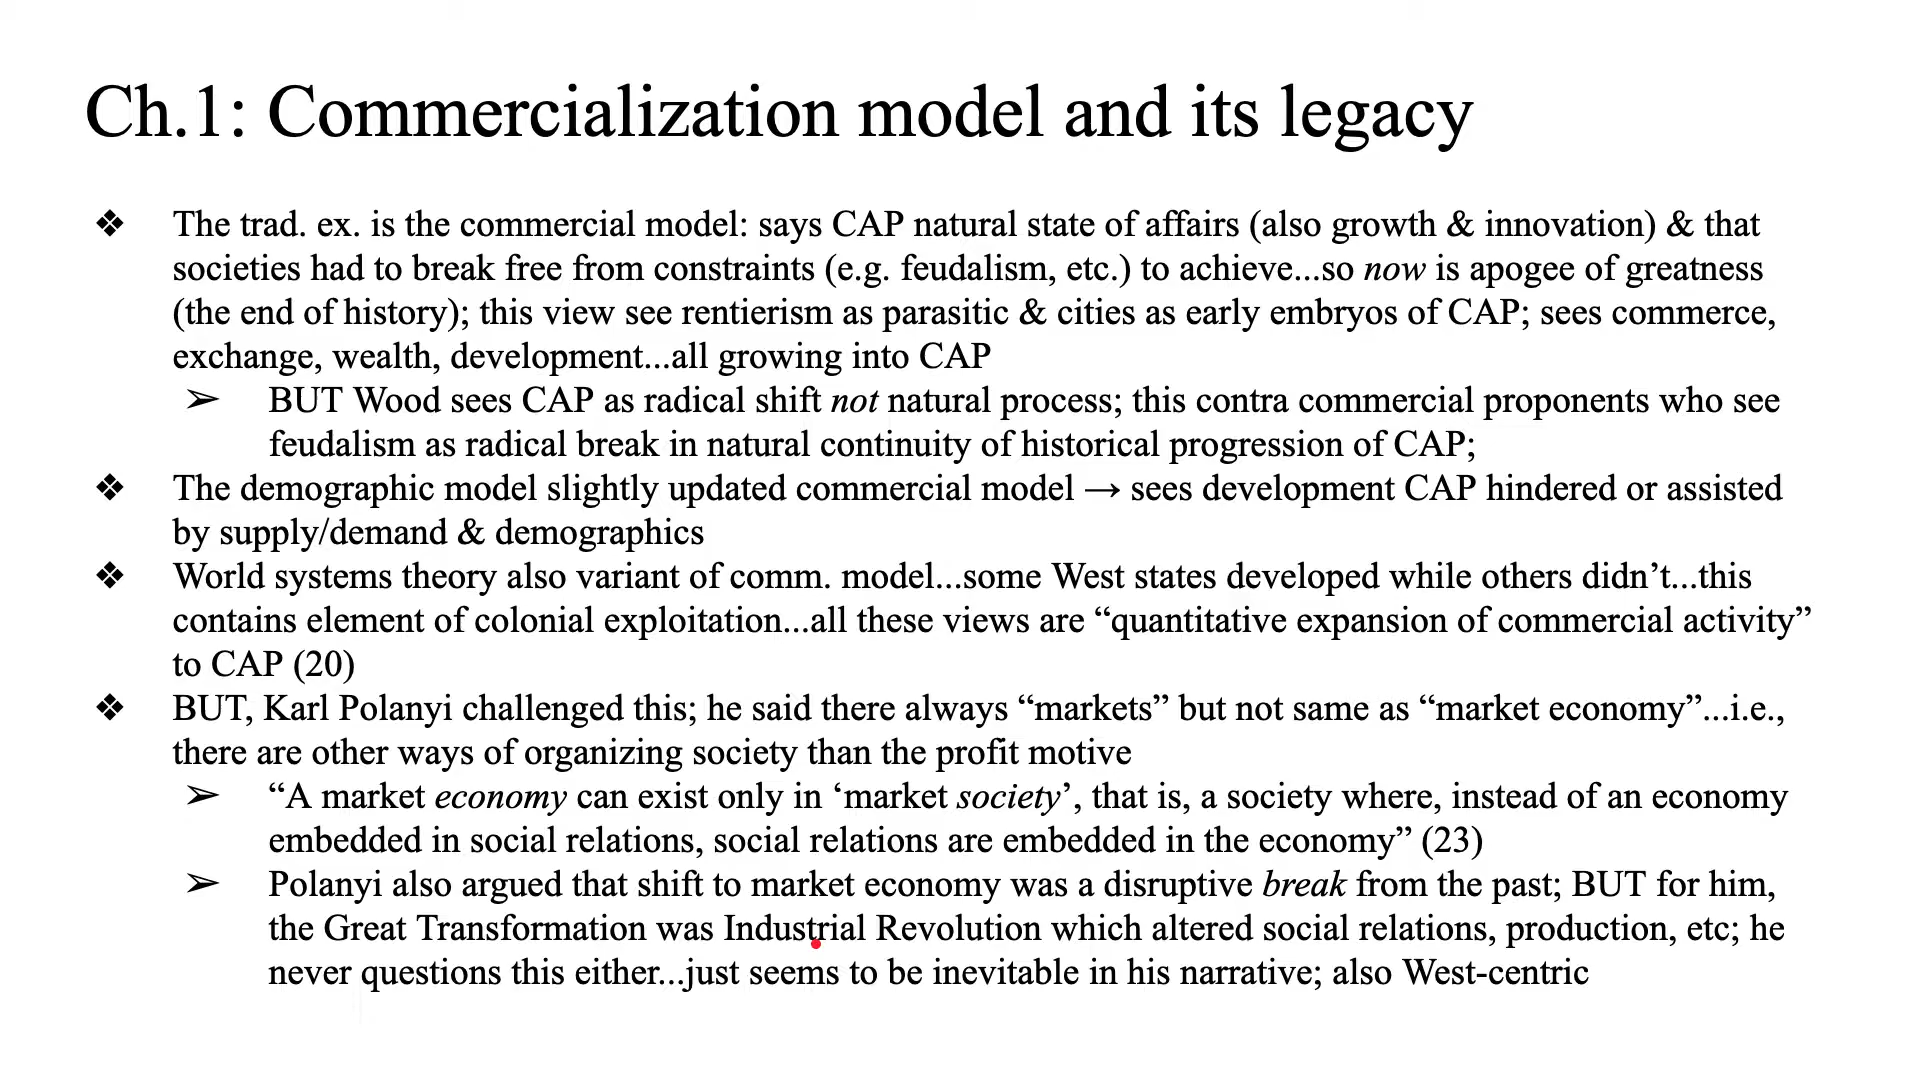 Ch.1: Commercialization model and its legacy
❖ The trad. ex. is the commercial model: says CAP natural state of affairs (also growth & innovation) & that
societies had to break free from constraints (e.g. feudalism, etc.) to achieve...so now is apogee of greatness
(the end of history); this view see rentierism as parasitic & cities as early embryos of CAP; sees commerce,
exchange, wealth, development...all growing into CAP
➢ BUT Wood sees CAP as radical shift not natural process; this contra commercial proponents who see
feudalism as radical break in natural continuity of historical progression of CAP;
❖ The demographic model slightly updated commercial model → sees development CAP hindered or assisted
by supply/demand & demographics
❖ World systems theory also variant of comm. model...some West states developed while others didn’t...this
contains element of colonial exploitation...all these views are “quantitative expansion of commercial activity”
to CAP (20)
❖ BUT, Karl Polanyi challenged this; he said there always “markets” but not same as “market economy”...i.e.,
there are other ways of organizing society than the profit motive
➢ “A market economy can exist only in ‘market society’, that is, a society where, instead of an economy
embedded in social relations, social relations are embedded in the economy” (23)
➢ Polanyi also argued that shift to market economy was a disruptive break from the past; BUT for him,
the Great Transformation was Industrial Revolution which altered social relations, production, etc; he
never questions this either...just seems to be inevitable in his narrative; also West-centric